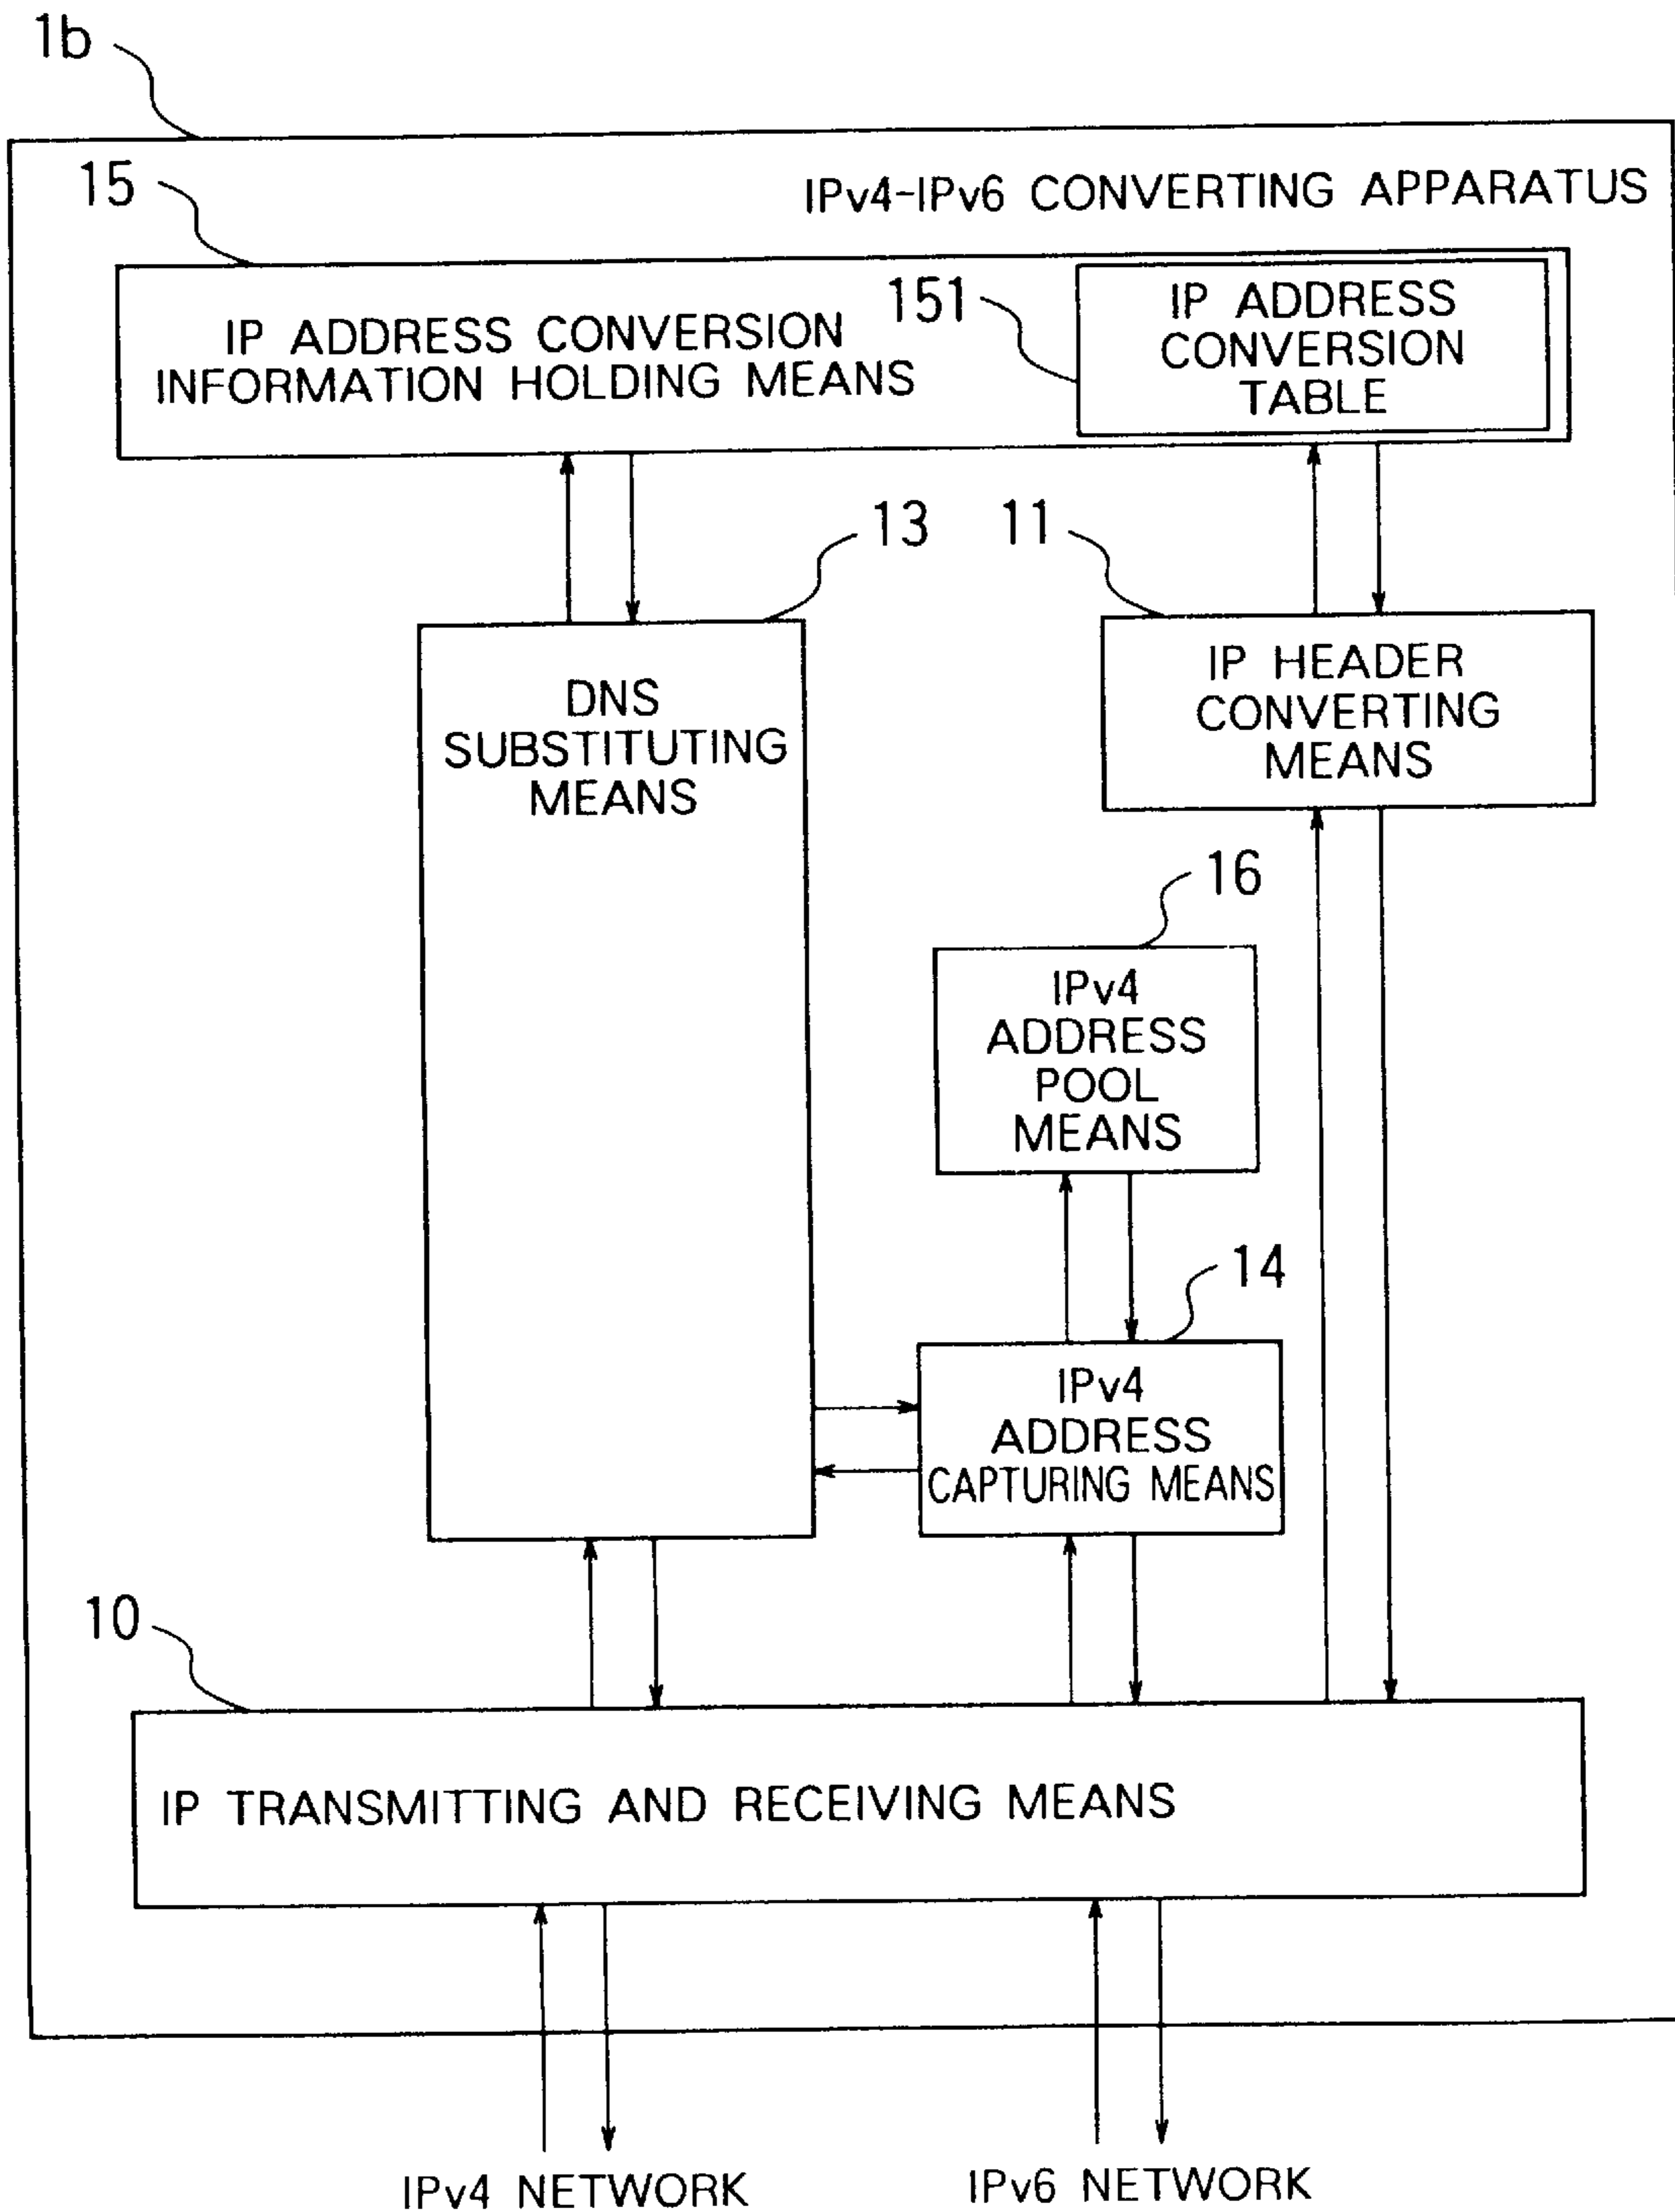 1b
15
IPv4-IPv6 CONVERTING APPARATUS
IP ADDRESS CONVERSION
INFORMATION HOLDING MEANS
151
IP ADDRESS
CONVERSION
TABLE
13
11
DNS
SUBSTITUTING
MEANS
IP HEADER
CONVERTING
MEANS
16
IPv4
ADDRESS
POOL
MEANS
14
IPv4
ADDRESS
CAPTURING MEANS
10
IP TRANSMITTING AND RECEIVING MEANS
IPv4 NETWORK
IPv6 NETWORK